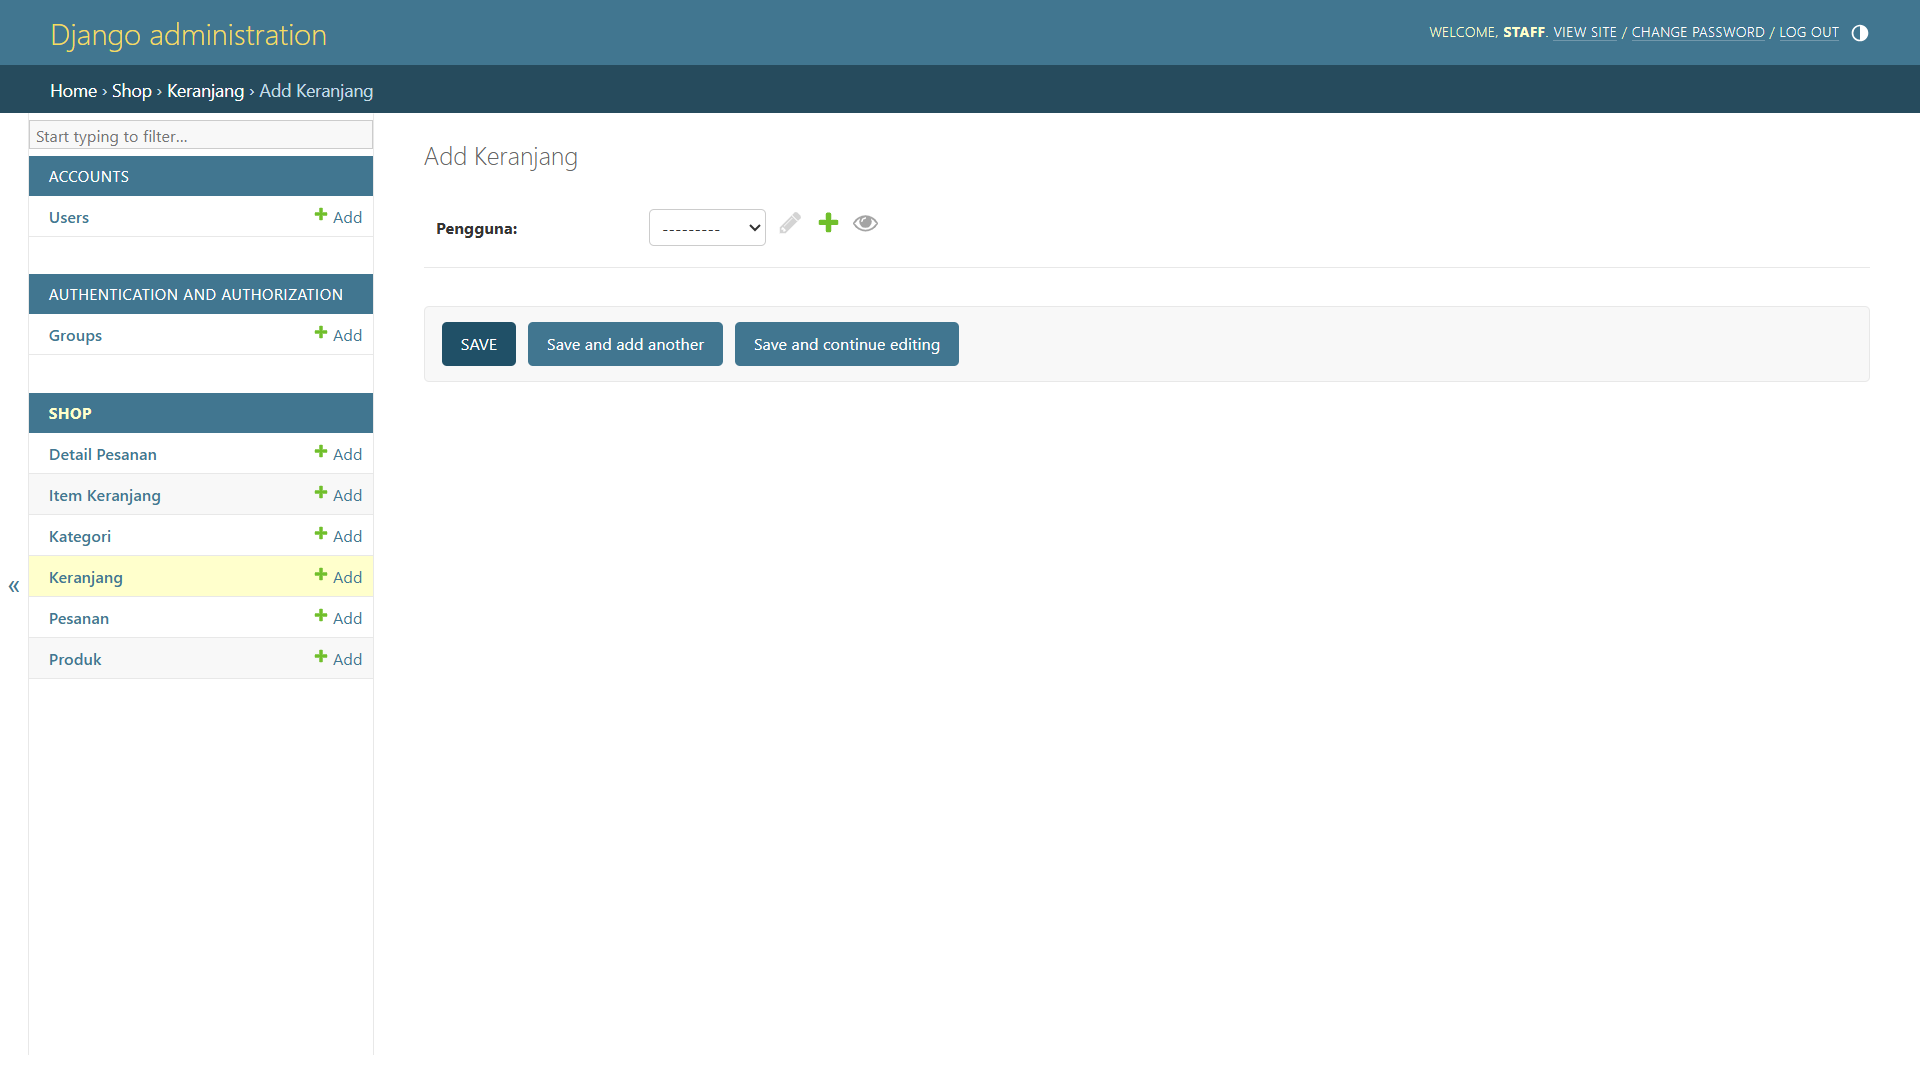 Django administration
WELCOME, STAFF. VIEW SITE / CHANGE PASSWORD / LOG OUT
Home › Shop › Keranjang › Add Keranjang
Start typing to filter...
ACCOUNTS
Users
Add
AUTHENTICATION AND AUTHORIZATION
Groups
Add
SHOP
Detail Pesanan
Add
Item Keranjang
Add
Kategori
Add
Keranjang
Add
Pesanan
Add
Produk
Add
«
Add Keranjang
Pengguna:
---------
SAVE
Save and add another
Save and continue editing